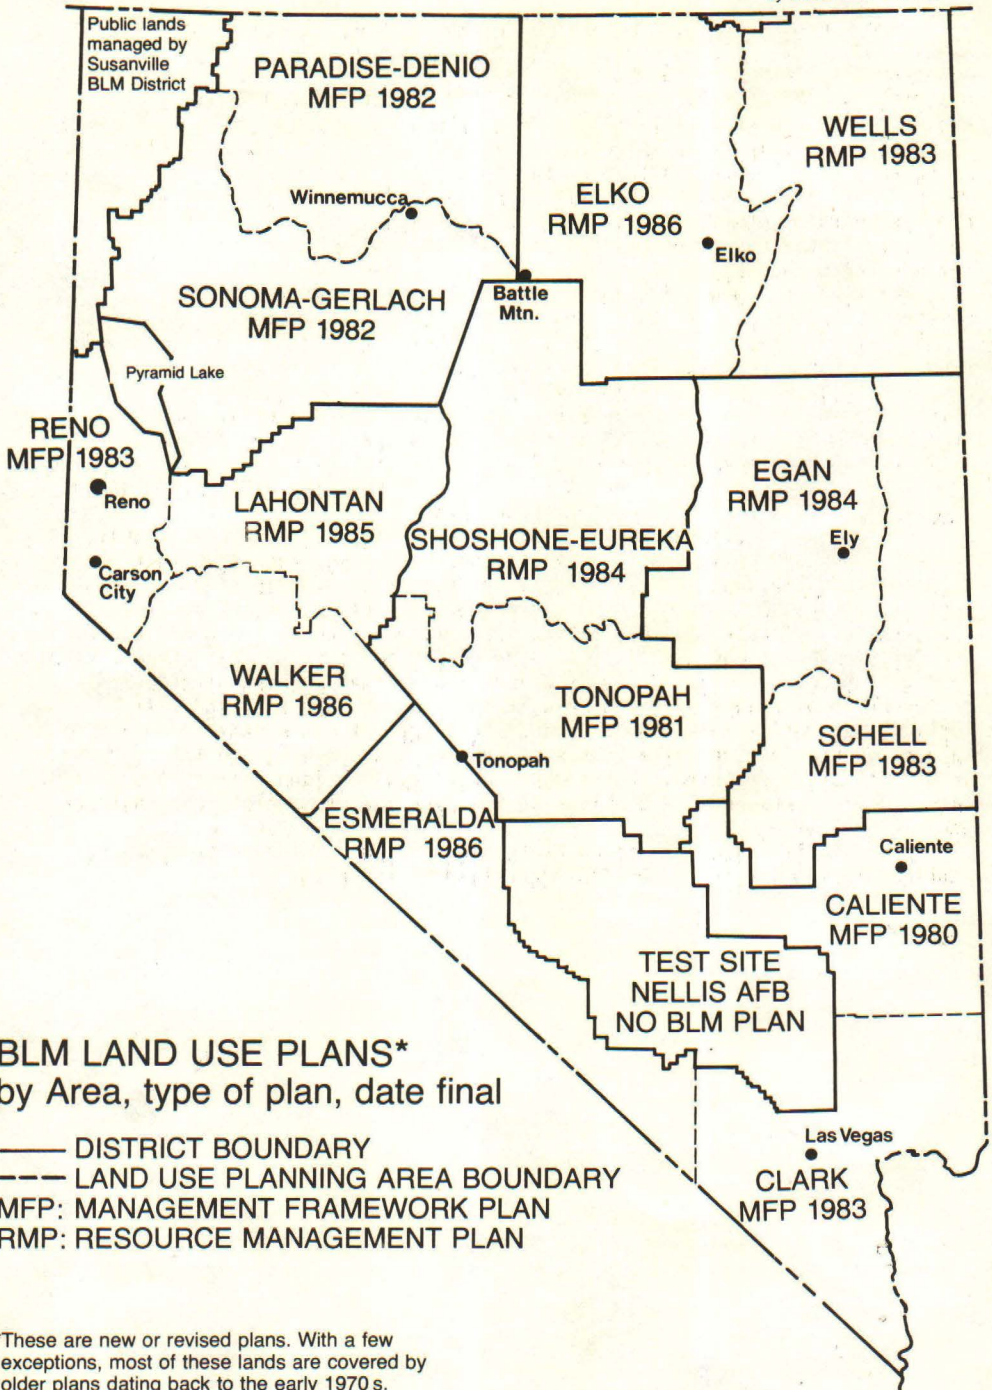 Public lands
managed by
Susanville
BLM District
PARADISE-DENIO
MFP 1982
WELLS
RMP 1983
Winnemucca
ELKO
RMP 1986
Elko
SONOMA-GERLACH
MFP 1982
Battle
Mtn.
Pyramid Lake
RENO
MFP 1983
Reno
LAHONTAN
RMP 1985
EGAN
RMP 1984
Ely
SHOSHONE-EUREKA
RMP 1984
Carson
City
WALKER
RMP 1986
TONOPAH
MFP 1981
SCHELL
MFP 1983
Tonopah
ESMERALDA
RMP 1986
Caliente
CALIENTE
MFP 1980
TEST SITE
NELLIS AFB
NO BLM PLAN
BLM LAND USE PLANS*
by Area, type of plan, date final
DISTRICT BOUNDARY
LAND USE PLANNING AREA BOUNDARY
MFP: MANAGEMENT FRAMEWORK PLAN
RMP: RESOURCE MANAGEMENT PLAN
Las Vegas
CLARK
MFP 1983
*These are new or revised plans. With a few
exceptions, most of these lands are covered by
older plans dating back to the early 1970s.